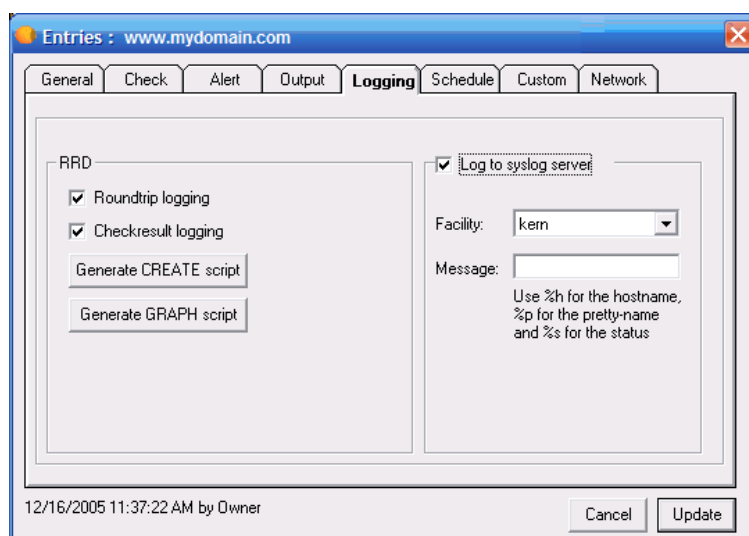 Entries : www.mydomain.com
General Check Alert Output Logging Schedule Custom Network
RRD
Roundtrip logging
Checkresult logging
Generate CREATE script
Generate GRAPH script
Log to syslog server
Facility: kern
Message:
Use %h for the hostname,
%p for the pretty-name
and %s for the status
12/16/2005 11:37:22 AM by Owner
Cancel Update